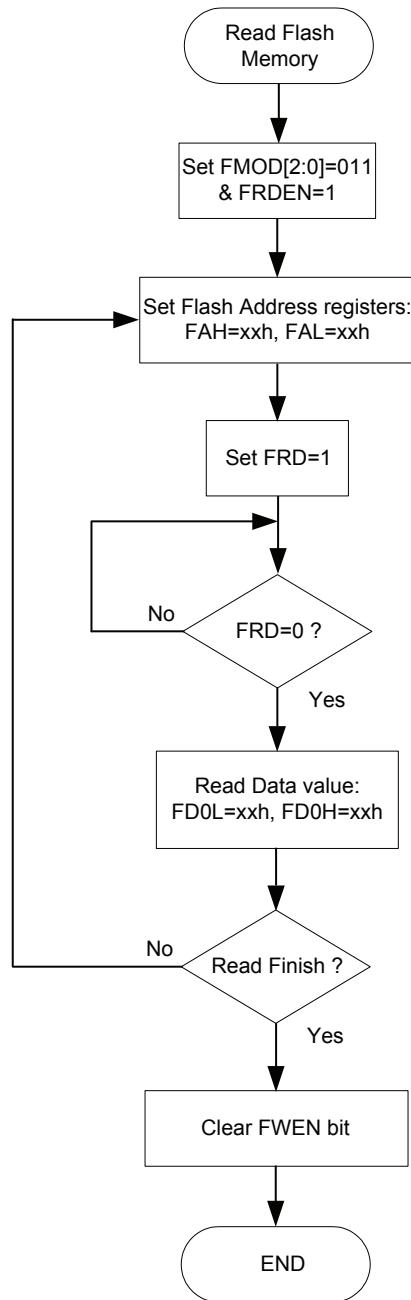 Read Flash
Memory
Set FMOD[2:0]=011
& FRDEN=1
Set Flash Address registers:
FAH=xxh, FAL=xxh
Set FRD=1
No
FRD=0 ?
Yes
Read Data value:
FD0L=xxh, FD0H=xxh
No
Read Finish ?
Yes
Clear FWEN bit
END